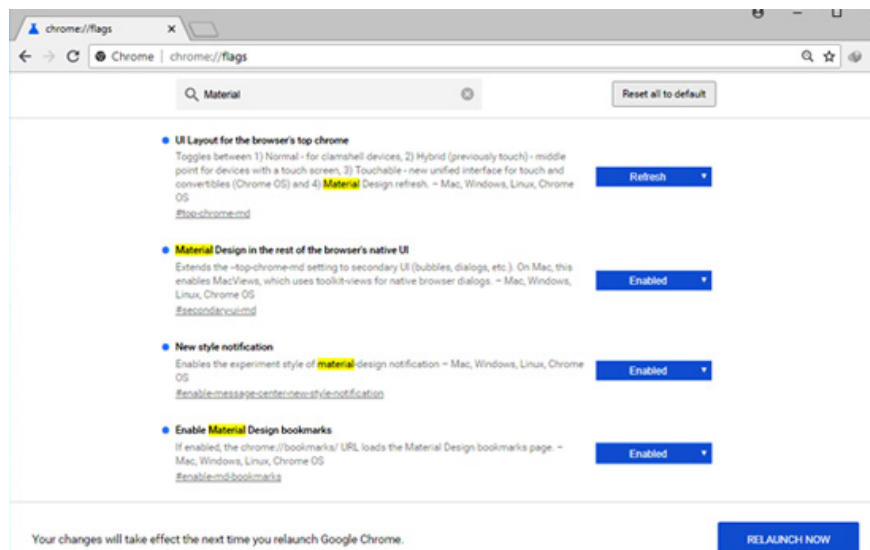 chrome://flags
Chrome | chrome://flags
Material
Reset all to default
UI Layout for the browser's top chrome
Toggles between 1) Normal - for clamshell devices, 2) Hybrid (previously touch) - middle
point for devices with a touch screen, 3) Touchable - new unified interface for touch and
convertibles (Chrome OS) and 4) Material Design refresh. – Mac, Windows, Linux, Chrome
OS
#top-chrome-md
Refresh
Material Design in the rest of the browser's native UI
Extends the --top-chrome-md setting to secondary UI (bubbles, dialogs, etc.). On Mac, this
enables MacViews, which uses toolkit-views for native browser dialogs. – Mac, Windows,
Linux, Chrome OS
#secondary-ui-md
Enabled
New style notification
Enables the experiment style of material-design notification – Mac, Windows, Linux, Chrome
OS
#enable-message-center-new-style-notification
Enabled
Enable Material Design bookmarks
If enabled, the chrome://bookmarks/ URL loads the Material Design bookmarks page. –
Mac, Windows, Linux, Chrome OS
#enable-md-bookmarks
Enabled
Your changes will take effect the next time you relaunch Google Chrome.
RELAUNCH NOW